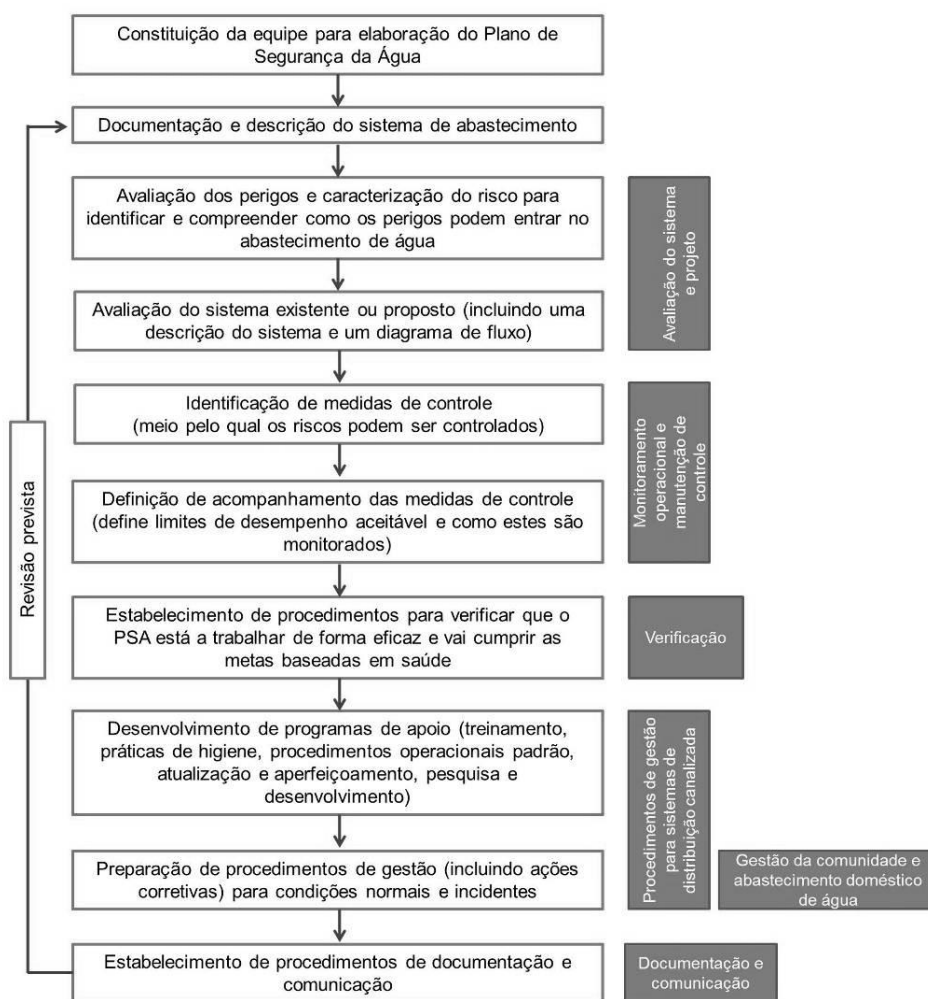 Constituição da equipe para elaboração do Plano de
Segurança da Água
Documentação e descrição do sistema de abastecimento
Avaliação dos perigos e caracterização do risco para
identificar e compreender como os perigos podem entrar no
abastecimento de água
Avaliação do sistema
e projeto
Avaliação do sistema existente ou proposto (incluindo uma
descrição do sistema e um diagrama de fluxo)
Identificação de medidas de controle
(meio pelo qual os riscos podem ser controlados)
Monitoramento
operacional e
manutenção de
controle
Definição de acompanhamento das medidas de controle
(define limites de desempenho aceitável e como estes são
monitorados)
Revisão prevista
Estabelecimento de procedimentos para verificar que o
PSA está a trabalhar de forma eficaz e vai cumprir as
metas baseadas em saúde
Verificação
Desenvolvimento de programas de apoio (treinamento,
práticas de higiene, procedimentos operacionais padrão,
atualização e aperfeiçoamento, pesquisa e
desenvolvimento)
Procedimentos de gestão
para sistemas de
distribuição canalizada
Preparação de procedimentos de gestão (incluindo ações
corretivas) para condições normais e incidentes
Gestão da comunidade e
abastecimento doméstico
de água
Estabelecimento de procedimentos de documentação e
comunicação
Documentação e
comunicação